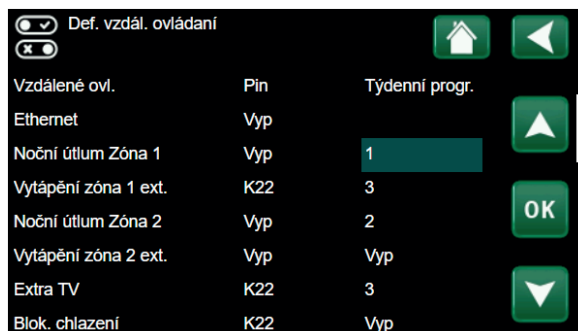 Def. vzdál. ovládaní
Vzdálené ovl. Pin Týdenní progr.
Ethernet Vyp
Noční útlum Zóna 1 Vyp 1
Vytápění zóna 1 ext. K22 3
Noční útlum Zóna 2 Vyp 2
OK
Vytápění zóna 2 ext. Vyp Vyp
Extra TV K22 3
Blok. chlazení K22 Vyp